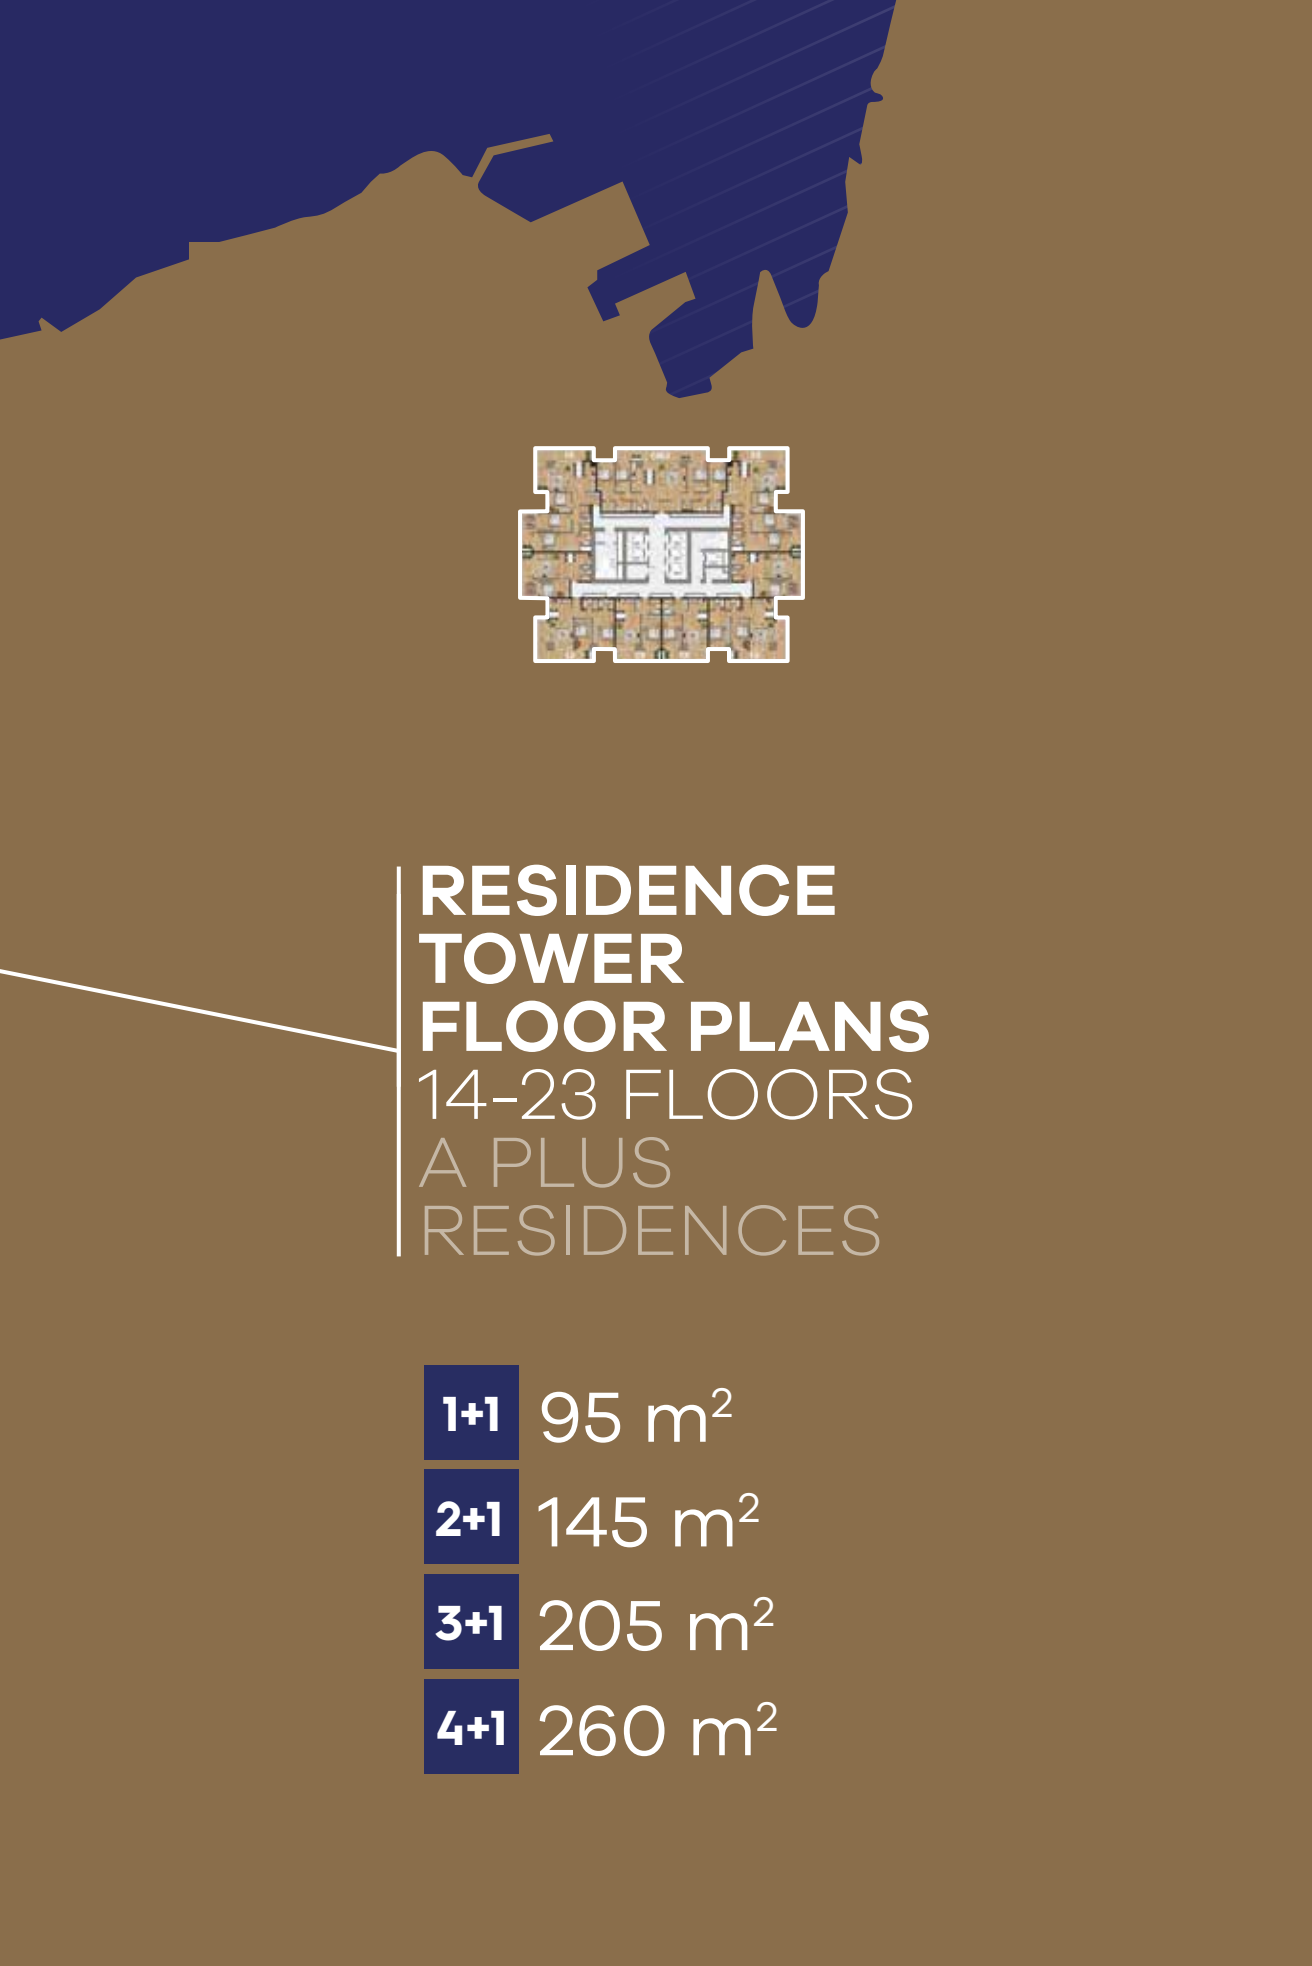 RESIDENCE
TOWER
FLOOR PLANS
14-23 FLOORS
A PLUS
RESIDENCES
1+1 95 m²
2+1 145 m²
3+1 205 m²
4+1 260 m²